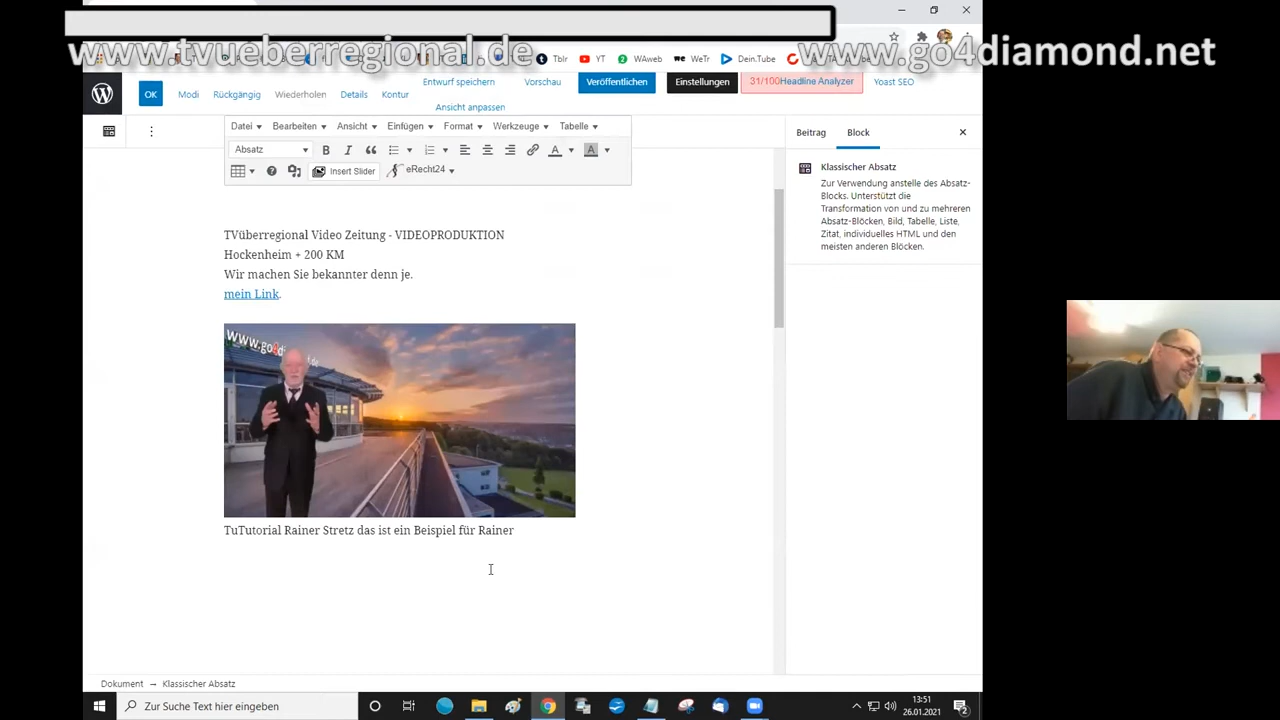 www.tvueberregional.de
www.go4diamond.net
Tblr YT WAweb WeTr Dein.Tube
OK Modi Rückgängig Wiederholen Details Kontur Entwurf speichern Vorschau Veröffentlichen Einstellungen 31/100Headline Analyzer Yoast SEO
Ansicht anpassen
Datei Bearbeiten Ansicht Einfügen Format Werkzeuge Tabelle
Absatz
Insert Slider eRecht24
Beitrag Block
Klassischer Absatz
Zur Verwendung anstelle des Absatz-
Blocks. Unterstützt die
Transformation von und zu mehreren
Absatz-Blöcken, Bild, Tabelle, Liste,
Zitat, individuelles HTML und den
meisten anderen Blöcken.
TVüberregional Video Zeitung - VIDEOPRODUKTION
Hockenheim + 200 KM
Wir machen Sie bekannter denn je.
mein Link.
TuTutorial Rainer Stretz das ist ein Beispiel für Rainer
Dokument → Klassischer Absatz
Zur Suche Text hier eingeben
13:51
26.01.2021
2